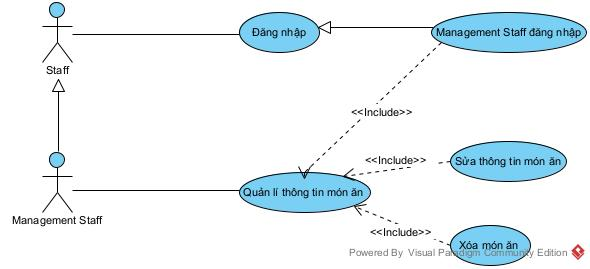 Đăng nhập
Management Staff đăng nhập
Staff
<<Include>>
<<Include>>
Sửa thông tin món ăn
Quản lí thông tin món ăn
Management Staff
<<Include>>
Xóa món ăn
Powered By Visual Paradigm Community Edition